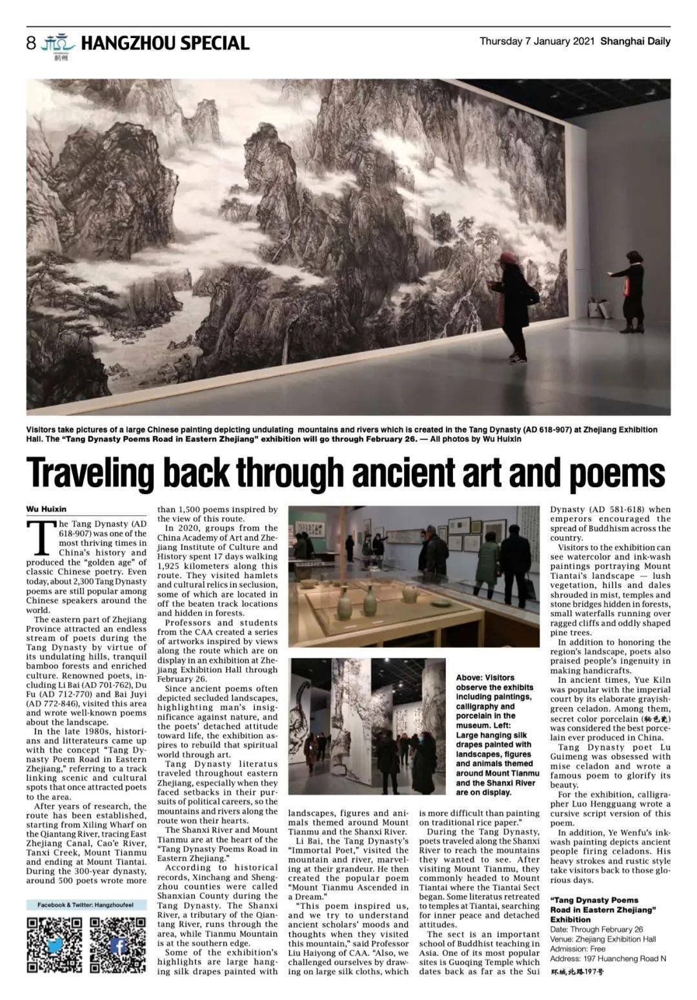 8 杭州 HANGZHOU SPECIAL
Thursday 7 January 2021 Shanghai Daily
Visitors take pictures of a large Chinese painting depicting undulating mountains and rivers which is created in the Tang Dynasty (AD 618-907) at Zhejiang Exhibition
Hall. The “Tang Dynasty Poems Road in Eastern Zhejiang” exhibition will go through February 26. — All photos by Wu Huixin
Traveling back through ancient art and poems
Wu Huixin
The Tang Dynasty (AD
618-907) was one of the
most thriving times in
China's history and
produced the “golden age” of
classic Chinese poetry. Even
today, about 2,300 Tang Dynasty
poems are still popular among
Chinese speakers around the
world.
The eastern part of Zhejiang
Province attracted an endless
stream of poets during the
Tang Dynasty by virtue of
its undulating hills, tranquil
bamboo forests and enriched
culture. Renowned poets, in-
cluding Li Bai (AD 701-762), Du
Fu (AD 712-770) and Bai Juyi
(AD 772-846), visited this area
and wrote well-known poems
about the landscape.
In the late 1980s, histori-
ans and litterateurs came up
with the concept “Tang Dy-
nasty Poem Road in Eastern
Zhejiang,” referring to a track
linking scenic and cultural
spots that once attracted poets
to the area.
After years of research, the
route has been established,
starting from Xiling Wharf on
the Qiantang River, tracing East
Zhejiang Canal, Cao'e River,
Tanxi Creek, Mount Tianmu
and ending at Mount Tiantai.
During the 300-year dynasty,
around 500 poets wrote more
Facebook & Twitter: Hangzhoufeel
than 1,500 poems inspired by
the view of this route.
In 2020, groups from the
China Academy of Art and Zhe-
jiang Institute of Culture and
History spent 17 days walking
1,925 kilometers along this
route. They visited hamlets
and cultural relics in seclusion,
some of which are located in
off the beaten track locations
and hidden in forests.
Professors and students
from the CAA created a series
of artworks inspired by views
along the route which are on
display in an exhibition at Zhe-
jiang Exhibition Hall through
February 26.
Since ancient poems often
depicted secluded landscapes,
highlighting man's insig-
nificance against nature, and
the poets' detached attitude
toward life, the exhibition as-
pires to rebuild that spiritual
world through art.
Tang Dynasty literatus
traveled throughout eastern
Zhejiang, especially when they
faced setbacks in their pur-
suits of political careers, so the
mountains and rivers along the
route won their hearts.
The Shanxi River and Mount
Tianmu are at the heart of the
“Tang Dynasty Poems Road in
Eastern Zhejiang.”
According to historical
records, Xinchang and Sheng-
zhou counties were called
Shanxian County during the
Tang Dynasty. The Shanxi
River, a tributary of the Qian-
tang River, runs through the
area, while Tianmu Mountain
is at the southern edge.
Some of the exhibition's
highlights are large hang-
ing silk drapes painted with
Above: Visitors
observe the exhibits
including paintings,
calligraphy and
porcelain in the
museum. Left:
Large hanging silk
drapes painted with
landscapes, figures
and animals themed
around Mount Tianmu
and the Shanxi River
are on display.
landscapes, figures and ani-
mals themed around Mount
Tianmu and the Shanxi River.
Li Bai, the Tang Dynasty's
“Immortal Poet,” visited the
mountain and river, marvel-
ing at their grandeur. He then
created the popular poem
“Mount Tianmu Ascended in
a Dream.”
“This poem inspired us,
and we try to understand
ancient scholars' moods and
thoughts when they visited
this mountain,” said Professor
Liu Haiyong of CAA. “Also, we
challenged ourselves by draw-
ing on large silk cloths, which
is more difficult than painting
on traditional rice paper.”
During the Tang Dynasty,
poets traveled along the Shanxi
River to reach the mountains
they wanted to see. After
visiting Mount Tianmu, they
commonly headed to Mount
Tiantai where the Tiantai Sect
began. Some literatus retreated
to temples at Tiantai, searching
for inner peace and detached
attitudes.
The sect is an important
school of Buddhist teaching in
Asia. One of its most popular
sites is Guoqing Temple which
dates back as far as the Sui
Dynasty (AD 581-618) when
emperors encouraged the
spread of Buddhism across the
country.
Visitors to the exhibition can
see watercolor and ink-wash
paintings portraying Mount
Tiantai's landscape — lush
vegetation, hills and dales
shrouded in mist, temples and
stone bridges hidden in forests,
small waterfalls running over
ragged cliffs and oddly shaped
pine trees.
In addition to honoring the
region's landscape, poets also
praised people's ingenuity in
making handicrafts.
In ancient times, Yue Kiln
was popular with the imperial
court by its elaborate grayish-
green celadon. Among them,
secret color porcelain (秘色瓷)
was considered the best porce-
lain ever produced in China.
Tang Dynasty poet Lu
Guimeng was obsessed with
mise celadon and wrote a
famous poem to glorify its
beauty.
For the exhibition, calligra-
pher Luo Hengguang wrote a
cursive script version of this
poem.
In addition, Ye Wenfu's ink-
wash painting depicts ancient
people firing celadons. His
heavy strokes and rustic style
take visitors back to those glo-
rious days.
“Tang Dynasty Poems
Road in Eastern Zhejiang”
Exhibition
Date: Through February 26
Venue: Zhejiang Exhibition Hall
Admission: Free
Address: 197 Huancheng Road N
环城北路197号